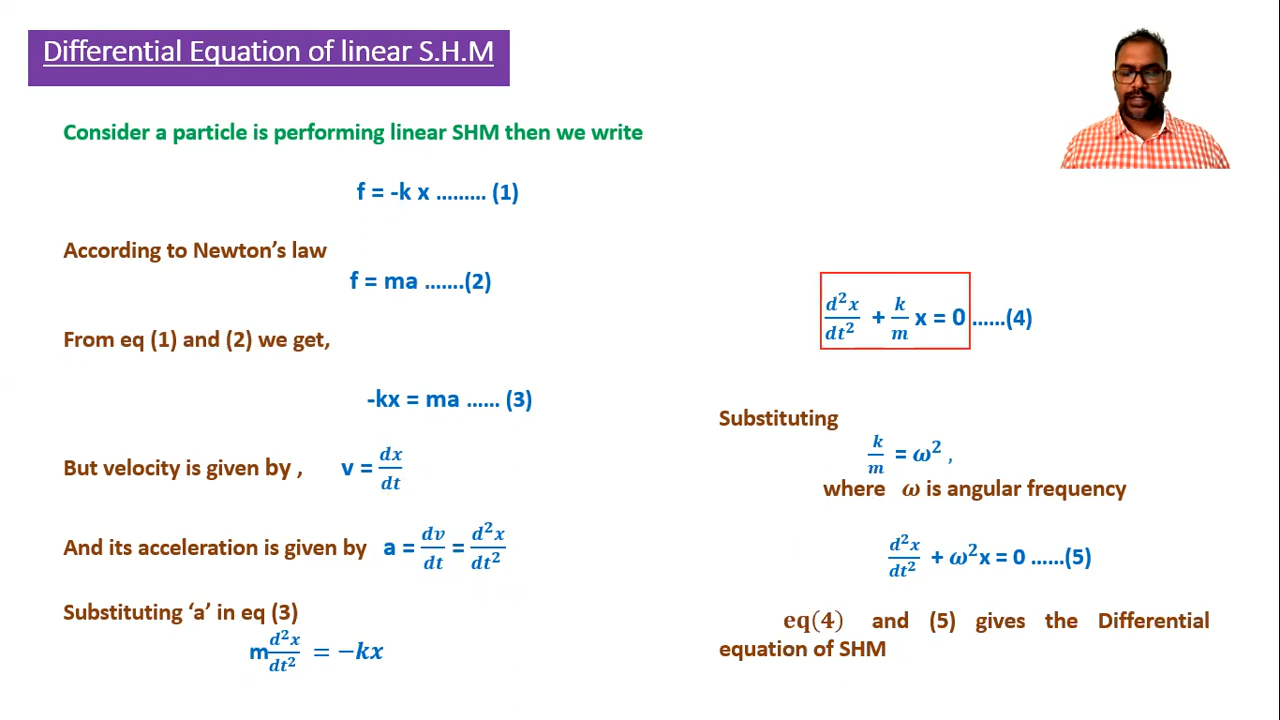 Differential Equation of linear S.H.M
Consider a particle is performing linear SHM then we write
f = -k x ......... (1)
According to Newton's law
f = ma .......(2)
From eq (1) and (2) we get,
-kx = ma ...... (3)
But velocity is given by , v = dx/dt
And its acceleration is given by a = dv/dt = d²x/dt²
Substituting 'a' in eq (3)
m d²x/dt² = −kx
d²x/dt² + k/m x = 0 ......(4)
Substituting
k/m = ω² ,
where ω is angular frequency
d²x/dt² + ω²x = 0 ......(5)
eq(4) and (5) gives the Differential
equation of SHM